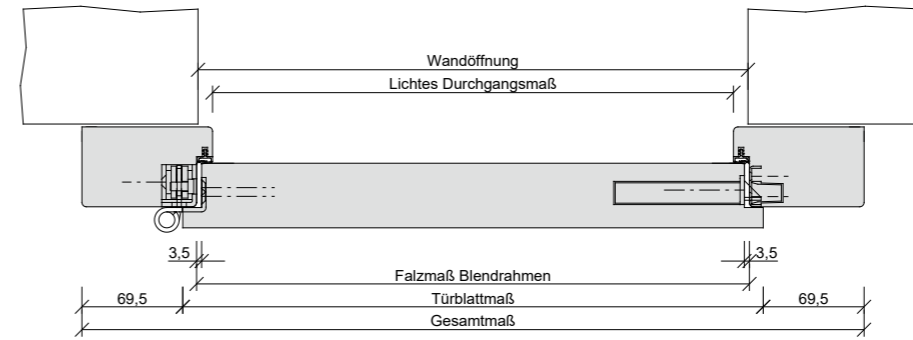 Wandöffnung
Lichtes Durchgangsmaß
3,5 3,5
Falzmaß Blendrahmen
69,5 Türblattmaß 69,5
Gesamtmaß